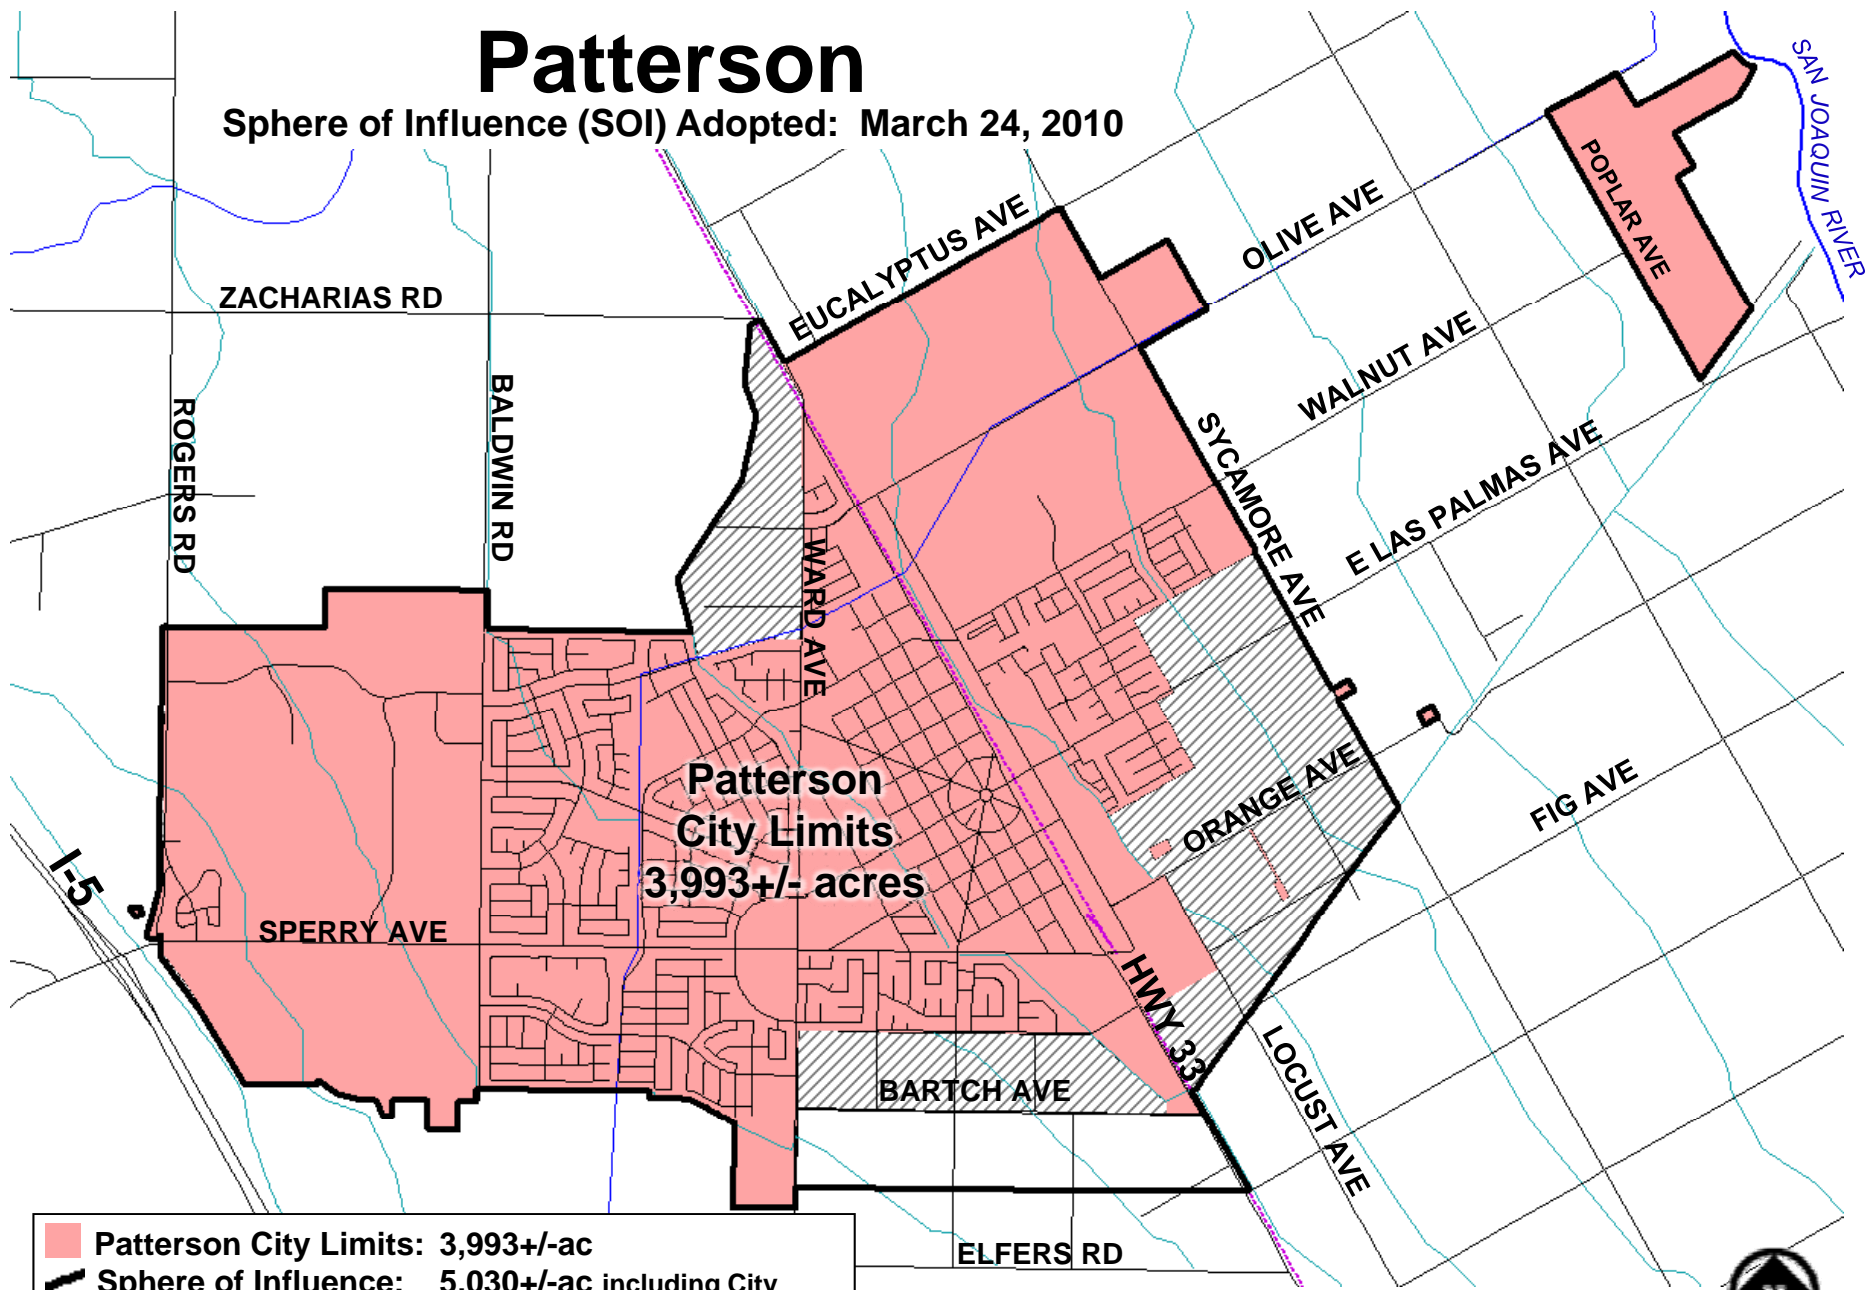 Patterson
Sphere of Influence (SOI) Adopted: March 24, 2010
SAN JOAQUIN RIVER
POPLAR AVE
EUCALYPTUS AVE
OLIVE AVE
ZACHARIAS RD
WALNUT AVE
ROGERS RD
BALDWIN RD
SYCAMORE AVE
E LAS PALMAS AVE
WARD AVE
Patterson
City Limits
3,993+/- acres
ORANGE AVE
FIG AVE
I-5
SPERRY AVE
HWY 33
LOCUST AVE
BARTCH AVE
ELFERS RD
Patterson City Limits: 3,993+/-ac
Sphere of Influence: 5,030+/-ac including City